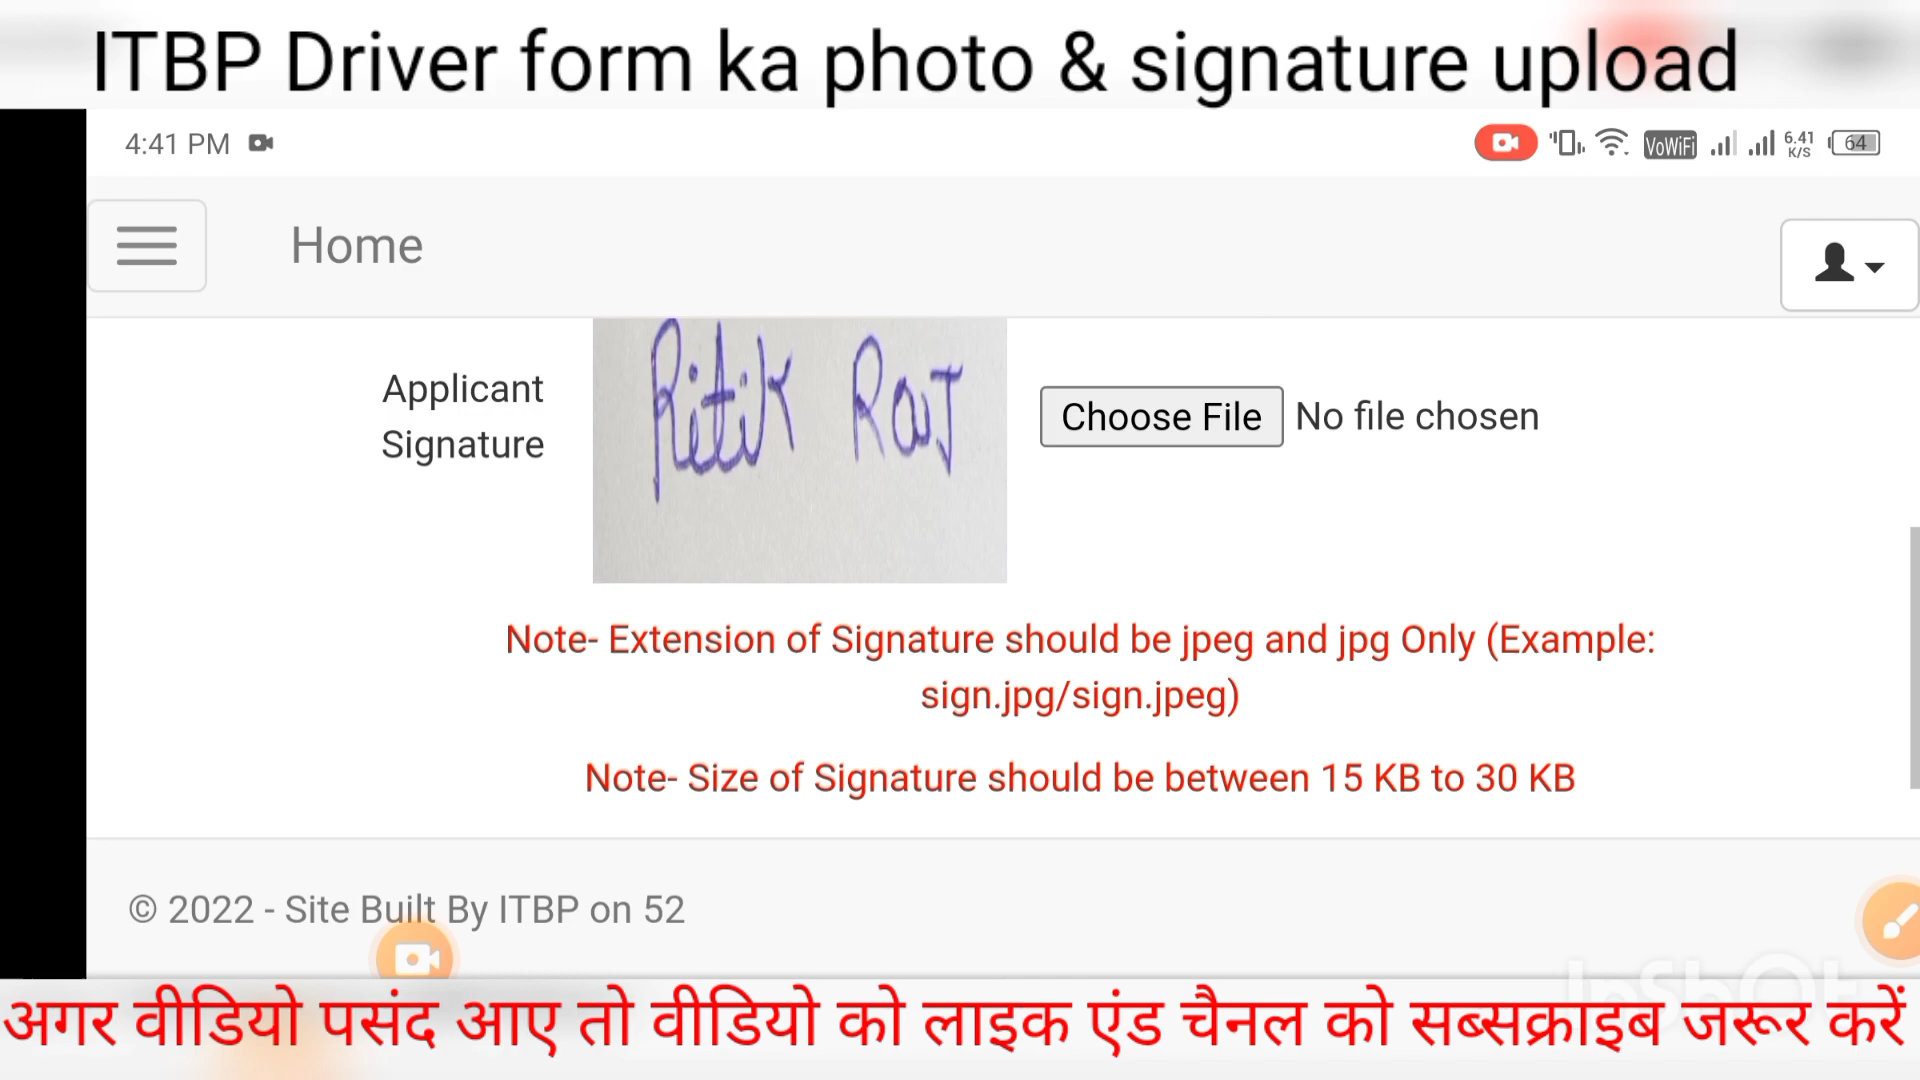 ITBP Driver form ka photo & signature upload
4:41 PM
VoWiFi
6.41
K/S
64
Home
Ritik Raj
Applicant
Signature
Choose File No file chosen
Note- Extension of Signature should be jpeg and jpg Only (Example:
sign.jpg/sign.jpeg)
Note- Size of Signature should be between 15 KB to 30 KB
© 2022 - Site Built By ITBP on 52
InShOt
अगर वीडियो पसंद आए तो वीडियो को लाइक एंड चैनल को सब्सक्राइब जरूर करें